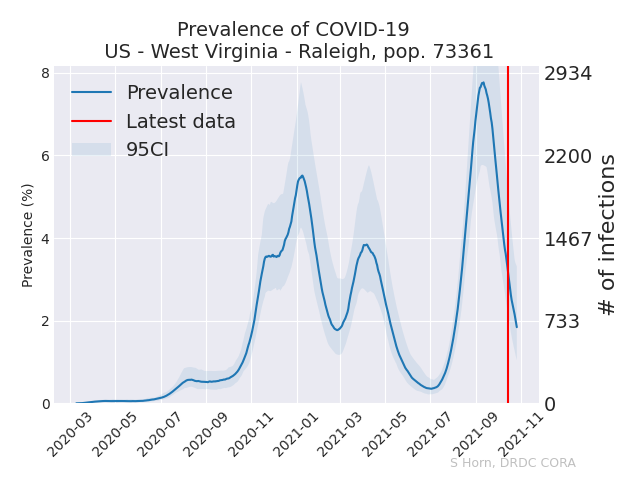 Prevalence of COVID-19
US - West Virginia - Raleigh, pop. 73361
Prevalence
Latest data
95CI
Prevalence (%)
8
6
4
2
0
2934
2200
1467
733
0
# of infections
2020-03
2020-05
2020-07
2020-09
2020-11
2021-01
2021-03
2021-05
2021-07
2021-09
2021-11
S Horn, DRDC CORA